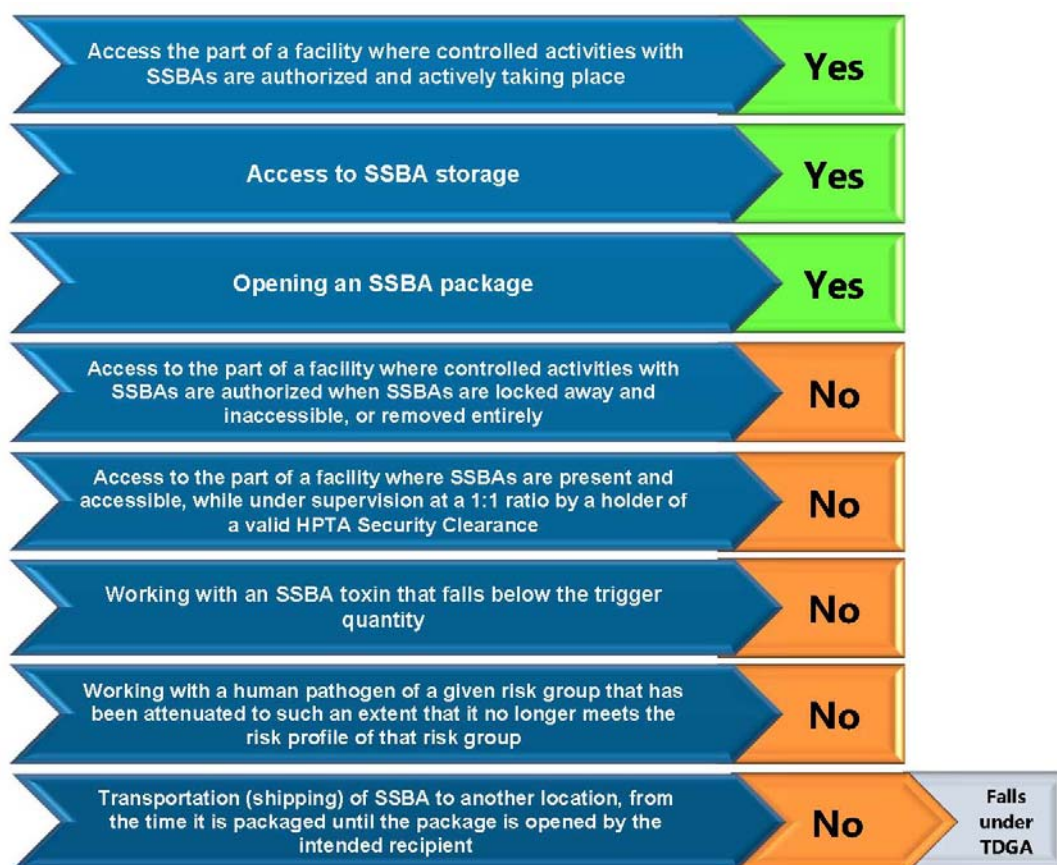 Access the part of a facility where controlled activities with
SSBAs are authorized and actively taking place
Yes
Access to SSBA storage
Yes
Opening an SSBA package
Yes
Access to the part of a facility where controlled activities with
SSBAs are authorized when SSBAs are locked away and
inaccessible, or removed entirely
No
Access to the part of a facility where SSBAs are present and
accessible, while under supervision at a 1:1 ratio by a holder of
a valid HPTA Security Clearance
No
Working with an SSBA toxin that falls below the trigger
quantity
No
Working with a human pathogen of a given risk group that has
been attenuated to such an extent that it no longer meets the
risk profile of that risk group
No
Transportation (shipping) of SSBA to another location, from
the time it is packaged until the package is opened by the
intended recipient
No
Falls
under
TDGA